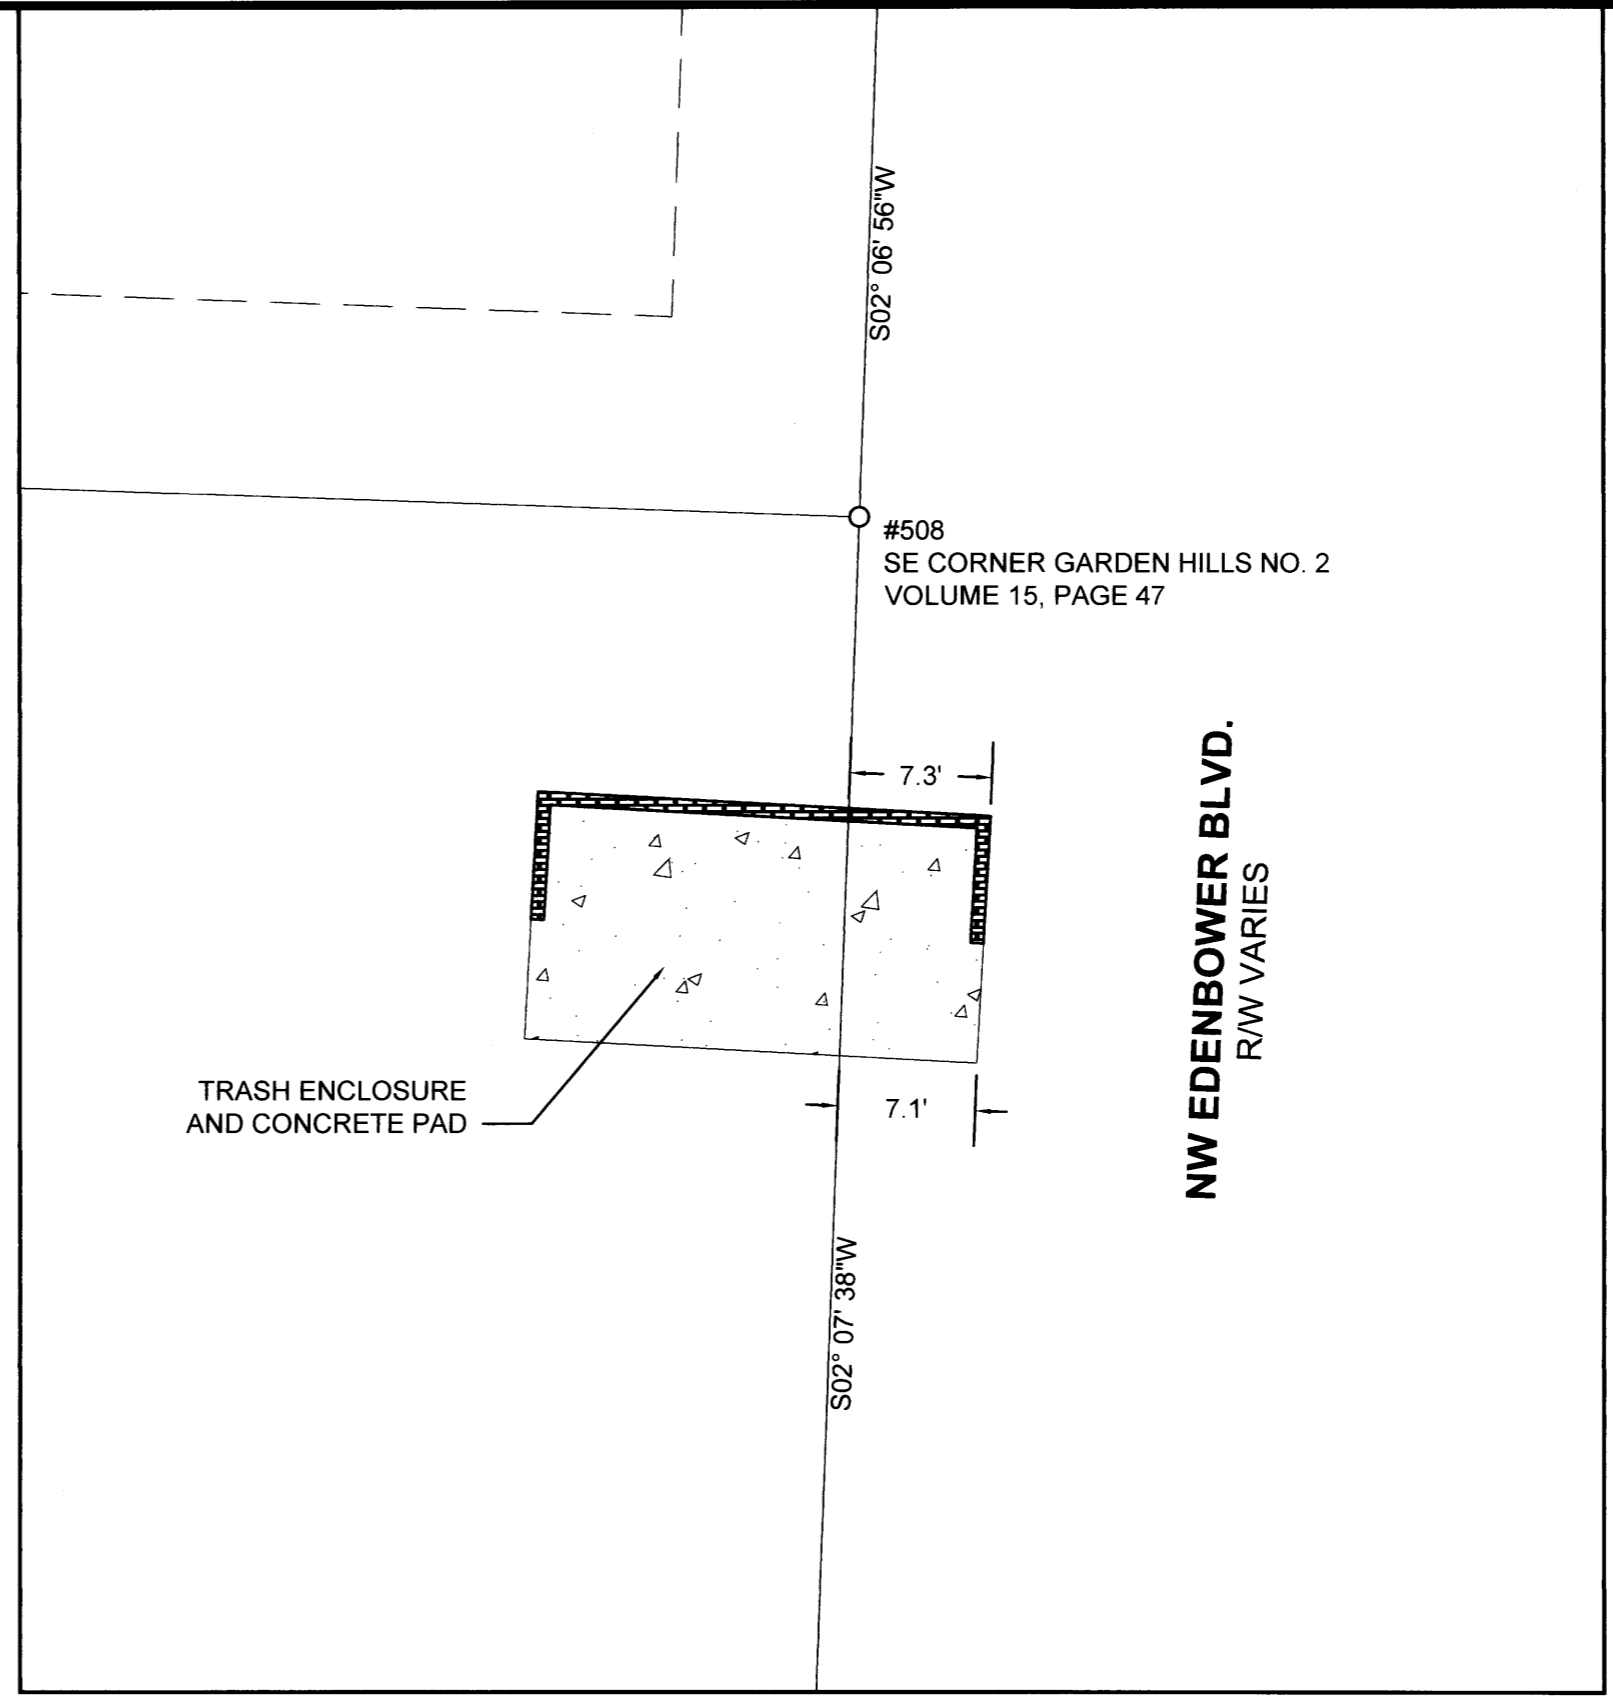 S02° 06' 56"W
#508
SE CORNER GARDEN HILLS NO. 2
VOLUME 15, PAGE 47
7.3'
NW EDENBOWER BLVD.
R/W VARIES
TRASH ENCLOSURE
AND CONCRETE PAD
7.1'
S02° 07' 38"W